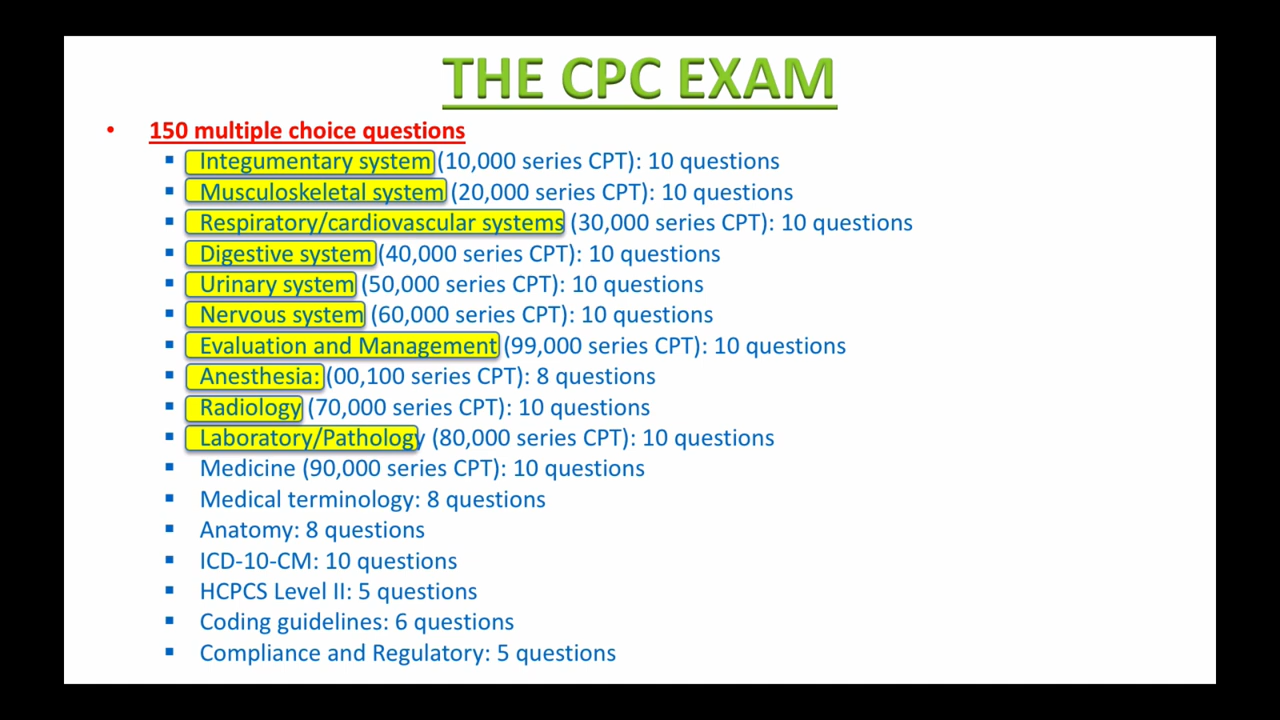 THE CPC EXAM
• 150 multiple choice questions
▪ Integumentary system (10,000 series CPT): 10 questions
▪ Musculoskeletal system (20,000 series CPT): 10 questions
▪ Respiratory/cardiovascular systems (30,000 series CPT): 10 questions
▪ Digestive system (40,000 series CPT): 10 questions
▪ Urinary system (50,000 series CPT): 10 questions
▪ Nervous system (60,000 series CPT): 10 questions
▪ Evaluation and Management (99,000 series CPT): 10 questions
▪ Anesthesia: (00,100 series CPT): 8 questions
▪ Radiology (70,000 series CPT): 10 questions
▪ Laboratory/Pathology (80,000 series CPT): 10 questions
▪ Medicine (90,000 series CPT): 10 questions
▪ Medical terminology: 8 questions
▪ Anatomy: 8 questions
▪ ICD-10-CM: 10 questions
▪ HCPCS Level II: 5 questions
▪ Coding guidelines: 6 questions
▪ Compliance and Regulatory: 5 questions